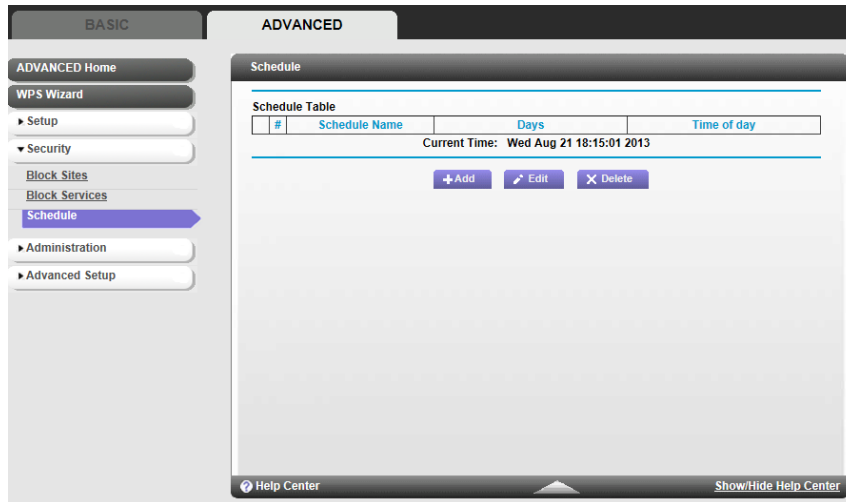 BASIC
ADVANCED
ADVANCED Home
WPS Wizard
Setup
Security
Block Sites
Block Services
Schedule
Administration
Advanced Setup
Schedule
Schedule Table
# Schedule Name Days Time of day
Current Time: Wed Aug 21 18:15:01 2013
Add Edit Delete
Help Center Show/Hide Help Center